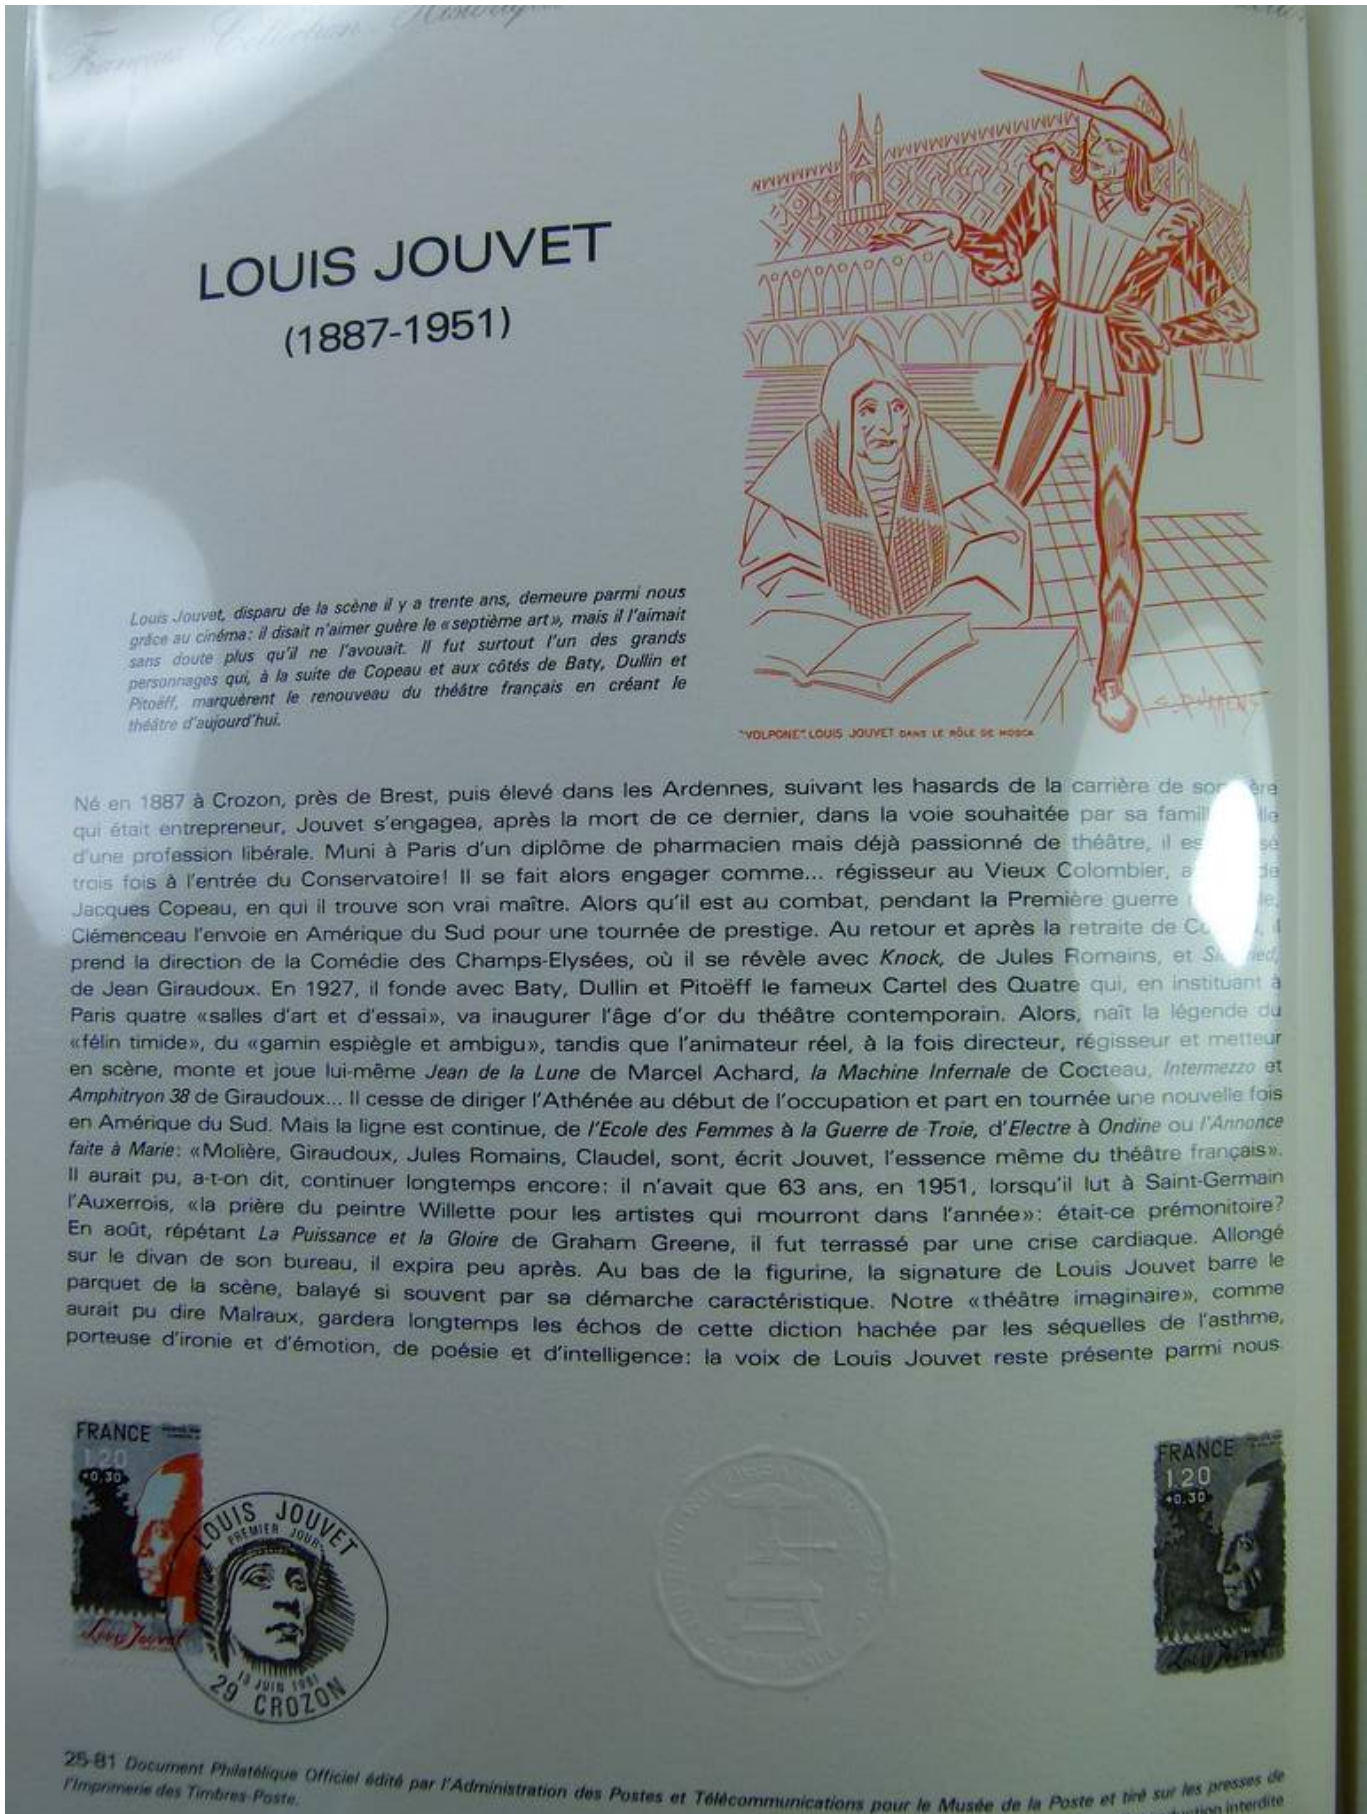 LOUIS JOUVET
(1887-1951)
Louis Jouvet, disparu de la scène il y a trente ans, demeure parmi nous
grâce au cinéma: il disait n'aimer guère le «septième art», mais il l'aimait
sans doute plus qu'il ne l'avouait. Il fut surtout l'un des grands
personnages qui, à la suite de Copeau et aux côtés de Baty, Dullin et
Pitoëff, marquèrent le renouveau du théâtre français en créant le
théâtre d'aujourd'hui.
"VOLPONE": LOUIS JOUVET DANS LE RÔLE DE MOSCA
Né en 1887 à Crozon, près de Brest, puis élevé dans les Ardennes, suivant les hasards de la carrière de
qui était entrepreneur, Jouvet s'engagea, après la mort de ce dernier, dans la voie souhaitée par sa
d'une profession libérale. Muni à Paris d'un diplôme de pharmacien mais déjà passionné de théâtre, il
trois fois à l'entrée du Conservatoire! Il se fait alors engager comme... régisseur au Vieux Colombier,
Jacques Copeau, en qui il trouve son vrai maître. Alors qu'il est au combat, pendant la Première guerre
Clémenceau l'envoie en Amérique du Sud pour une tournée de prestige. Au retour et après la retraite de
prend la direction de la Comédie des Champs-Elysées, où il se révèle avec Knock, de Jules Romains, et
de Jean Giraudoux. En 1927, il fonde avec Baty, Dullin et Pitoëff le fameux Cartel des Quatre qui, en instituant à
Paris quatre «salles d'art et d'essai», va inaugurer l'âge d'or du théâtre contemporain. Alors, naît la légende du
«félin timide», du «gamin espiègle et ambigu», tandis que l'animateur réel, à la fois directeur, régisseur et metteur
en scène, monte et joue lui-même Jean de la Lune de Marcel Achard, la Machine Infernale de Cocteau, Intermezzo et
Amphitryon 38 de Giraudoux... Il cesse de diriger l'Athénée au début de l'occupation et part en tournée une nouvelle fois
en Amérique du Sud. Mais la ligne est continue, de l'Ecole des Femmes à la Guerre de Troie, d'Electre à Ondine ou l'Annonce
faite à Marie: «Molière, Giraudoux, Jules Romains, Claudel, sont, écrit Jouvet, l'essence même du théâtre français».
Il aurait pu, a-t-on dit, continuer longtemps encore: il n'avait que 63 ans, en 1951, lorsqu'il lut à Saint-Germain
l'Auxerrois, «la prière du peintre Willette pour les artistes qui mourront dans l'année»: était-ce prémonitoire?
En août, répétant La Puissance et la Gloire de Graham Greene, il fut terrassé par une crise cardiaque. Allongé
sur le divan de son bureau, il expira peu après. Au bas de la figurine, la signature de Louis Jouvet barre le
parquet de la scène, balayé si souvent par sa démarche caractéristique. Notre «théâtre imaginaire», comme
aurait pu dire Malraux, gardera longtemps les échos de cette diction hachée par les séquelles de l'asthme,
porteuse d'ironie et d'émotion, de poésie et d'intelligence: la voix de Louis Jouvet reste présente parmi nous.
FRANCE
1,20
+0,30
Louis Jouvet
LOUIS JOUVET
PREMIER JOUR
13 JUIN 1981
29 CROZON
FRANCE
1,20
+0,30
Louis Jouvet
25-81 Document Philatélique Officiel édité par l'Administration des Postes et Télécommunications pour le Musée de la Poste et tiré sur les presses de
l'Imprimerie des Timbres-Poste.
interdite